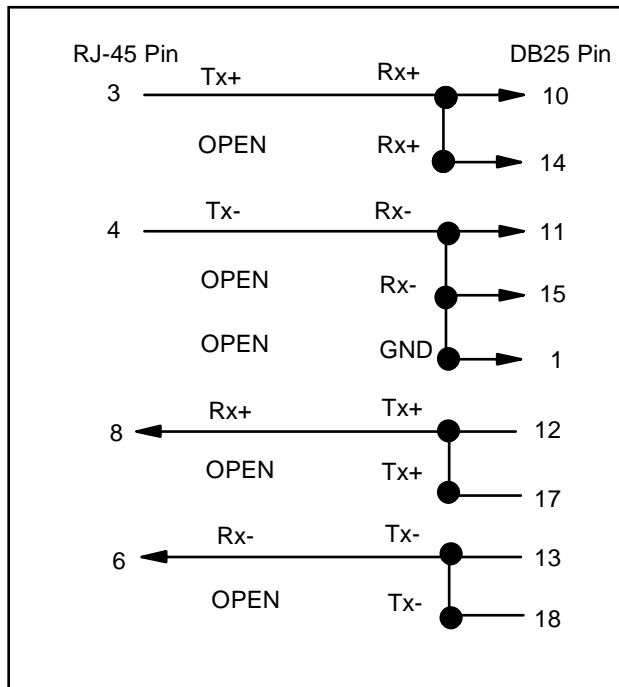 RJ-45 Pin DB25 Pin
3 Tx+ Rx+ 10
OPEN Rx+ 14
4 Tx- Rx- 11
OPEN Rx- 15
OPEN GND 1
8 Rx+ Tx+ 12
OPEN Tx+ 17
6 Rx- Tx- 13
OPEN Tx- 18